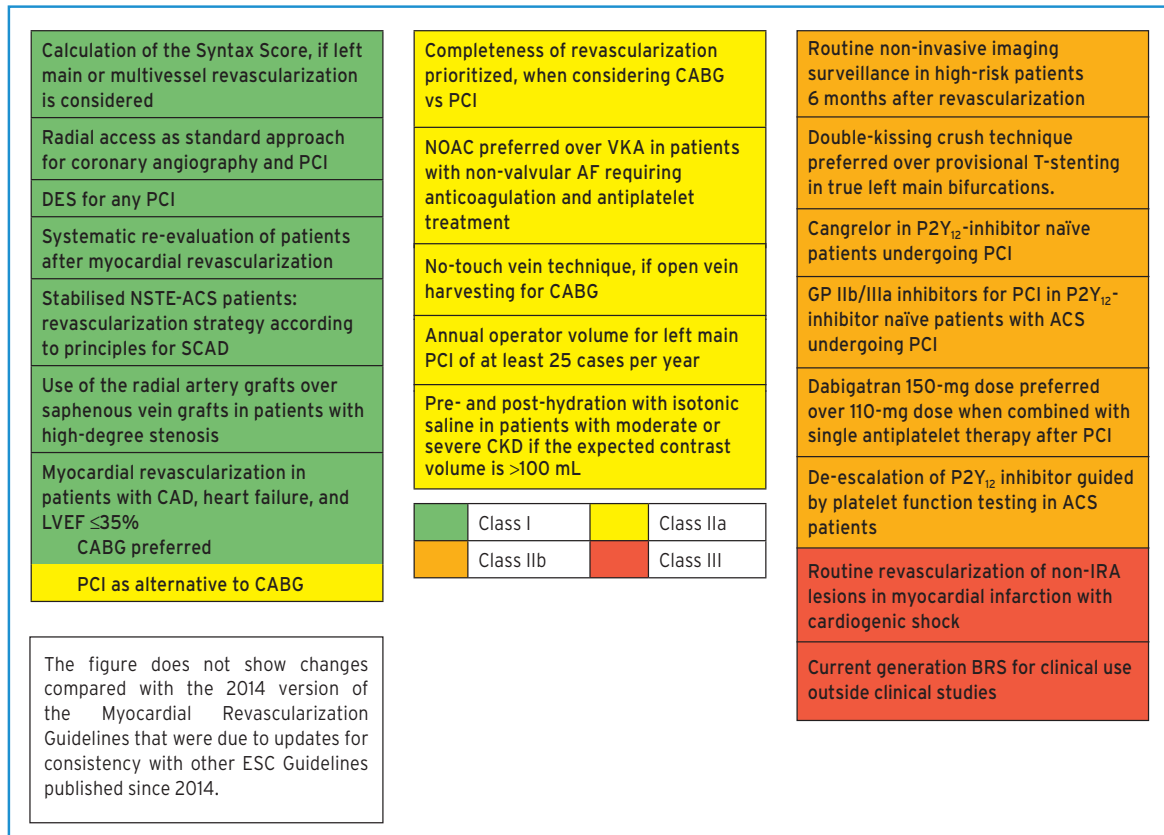 Calculation of the Syntax Score, if left
main or multivessel revascularization
is considered
Radial access as standard approach
for coronary angiography and PCI
DES for any PCI
Systematic re-evaluation of patients
after myocardial revascularization
Stabilised NSTE-ACS patients:
revascularization strategy according
to principles for SCAD
Use of the radial artery grafts over
saphenous vein grafts in patients with
high-degree stenosis
Myocardial revascularization in
patients with CAD, heart failure, and
LVEF ≤35%
CABG preferred
PCI as alternative to CABG
The figure does not show changes
compared with the 2014 version of
the Myocardial Revascularization
Guidelines that were due to updates for
consistency with other ESC Guidelines
published since 2014.
Completeness of revascularization
prioritized, when considering CABG
vs PCI
NOAC preferred over VKA in patients
with non-valvular AF requiring
anticoagulation and antiplatelet
treatment
No-touch vein technique, if open vein
harvesting for CABG
Annual operator volume for left main
PCI of at least 25 cases per year
Pre- and post-hydration with isotonic
saline in patients with moderate or
severe CKD if the expected contrast
volume is >100 mL
Class I
Class IIa
Class IIb
Class III
Routine non-invasive imaging
surveillance in high-risk patients
6 months after revascularization
Double-kissing crush technique
preferred over provisional T-stenting
in true left main bifurcations.
Cangrelor in P2Y₁₂-inhibitor naïve
patients undergoing PCI
GP IIb/IIIa inhibitors for PCI in P2Y₁₂-
inhibitor naïve patients with ACS
undergoing PCI
Dabigatran 150-mg dose preferred
over 110-mg dose when combined with
single antiplatelet therapy after PCI
De-escalation of P2Y₁₂ inhibitor guided
by platelet function testing in ACS
patients
Routine revascularization of non-IRA
lesions in myocardial infarction with
cardiogenic shock
Current generation BRS for clinical use
outside clinical studies